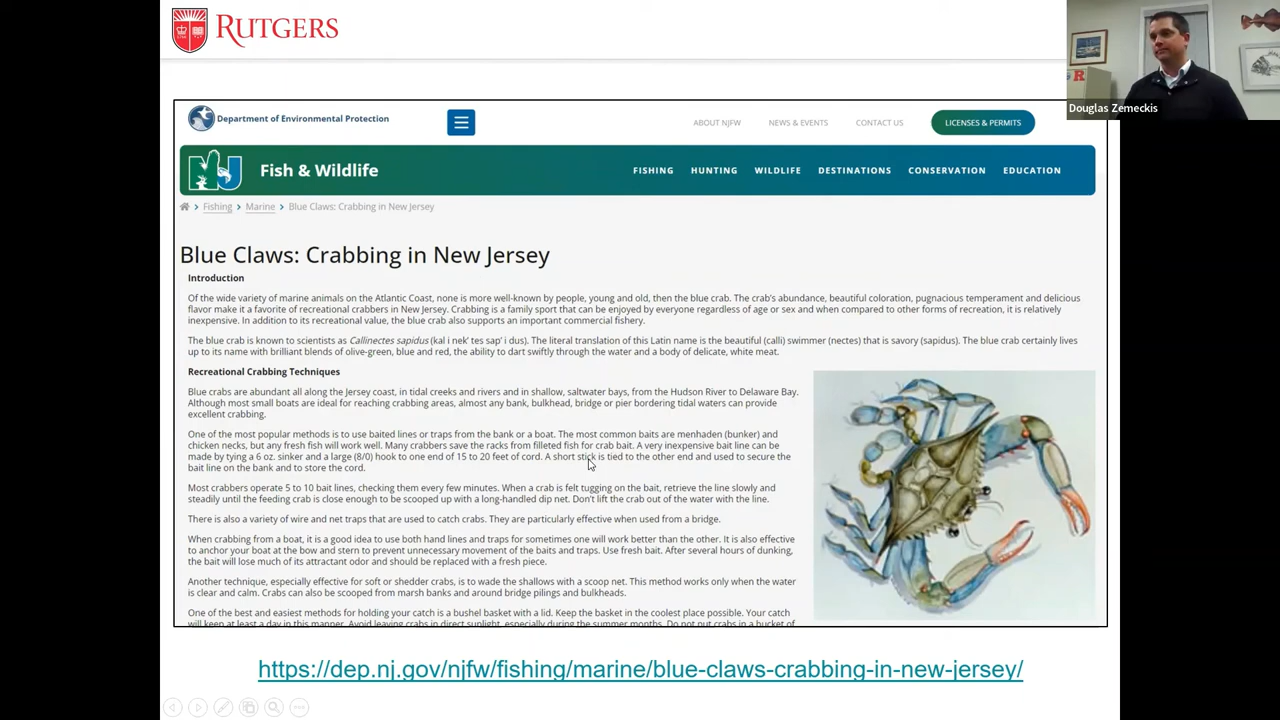 RUTGERS
Douglas Zemeckis
R
Department of Environmental Protection
ABOUT NJFW
NEWS & EVENTS
CONTACT US
LICENSES & PERMITS
NJ
Fish & Wildlife
FISHING
HUNTING
WILDLIFE
DESTINATIONS
CONSERVATION
EDUCATION
Fishing > Marine > Blue Claws: Crabbing in New Jersey
Blue Claws: Crabbing in New Jersey
Introduction
Of the wide variety of marine animals on the Atlantic Coast, none is more well-known by people, young and old, then the blue crab. The crab's abundance, beautiful coloration, pugnacious temperament and delicious
flavor make it a favorite of recreational crabbers in New Jersey. Crabbing is a family sport that can be enjoyed by everyone regardless of age or sex and when compared to other forms of recreation, it is relatively
inexpensive. In addition to its recreational value, the blue crab also supports an important commercial fishery.
The blue crab is known to scientists as Callinectes sapidus (kal i nek' tes sap' i dus). The literal translation of this Latin name is the beautiful (calli) swimmer (nectes) that is savory (sapidus). The blue crab certainly lives
up to its name with brilliant blends of olive-green, blue and red, the ability to dart swiftly through the water and a body of delicate, white meat.
Recreational Crabbing Techniques
Blue crabs are abundant all along the Jersey coast, in tidal creeks and rivers and in shallow, saltwater bays, from the Hudson River to Delaware Bay.
Although most small boats are ideal for reaching crabbing areas, almost any bank, bulkhead, bridge or pier bordering tidal waters can provide
excellent crabbing.
One of the most popular methods is to use baited lines or traps from the bank or a boat. The most common baits are menhaden (bunker) and
chicken necks, but any fresh fish will work well. Many crabbers save the racks from filleted fish for crab bait. A very inexpensive bait line can be
made by tying a 6 oz. sinker and a large (8/0) hook to one end of 15 to 20 feet of cord. A short stick is tied to the other end and used to secure the
bait line on the bank and to store the cord.
Most crabbers operate 5 to 10 bait lines, checking them every few minutes. When a crab is felt tugging on the bait, retrieve the line slowly and
steadily until the feeding crab is close enough to be scooped up with a long-handled dip net. Don't lift the crab out of the water with the line.
There is also a variety of wire and net traps that are used to catch crabs. They are particularly effective when used from a bridge.
When crabbing from a boat, it is a good idea to use both hand lines and traps for sometimes one will work better than the other. It is also effective
to anchor your boat at the bow and stern to prevent unnecessary movement of the baits and traps. Use fresh bait. After several hours of dunking,
the bait will lose much of its attractant odor and should be replaced with a fresh piece.
Another technique, especially effective for soft or shedder crabs, is to wade the shallows with a scoop net. This method works only when the water
is clear and calm. Crabs can also be scooped from marsh banks and around bridge pilings and bulkheads.
One of the best and easiest methods for holding your catch is a bushel basket with a lid. Keep the basket in the coolest place possible. Your catch
will keep at least a day in this manner. Avoid leaving crabs in direct sunlight, especially during the summer months. Do not put crabs in a bucket of
https://dep.nj.gov/njfw/fishing/marine/blue-claws-crabbing-in-new-jersey/